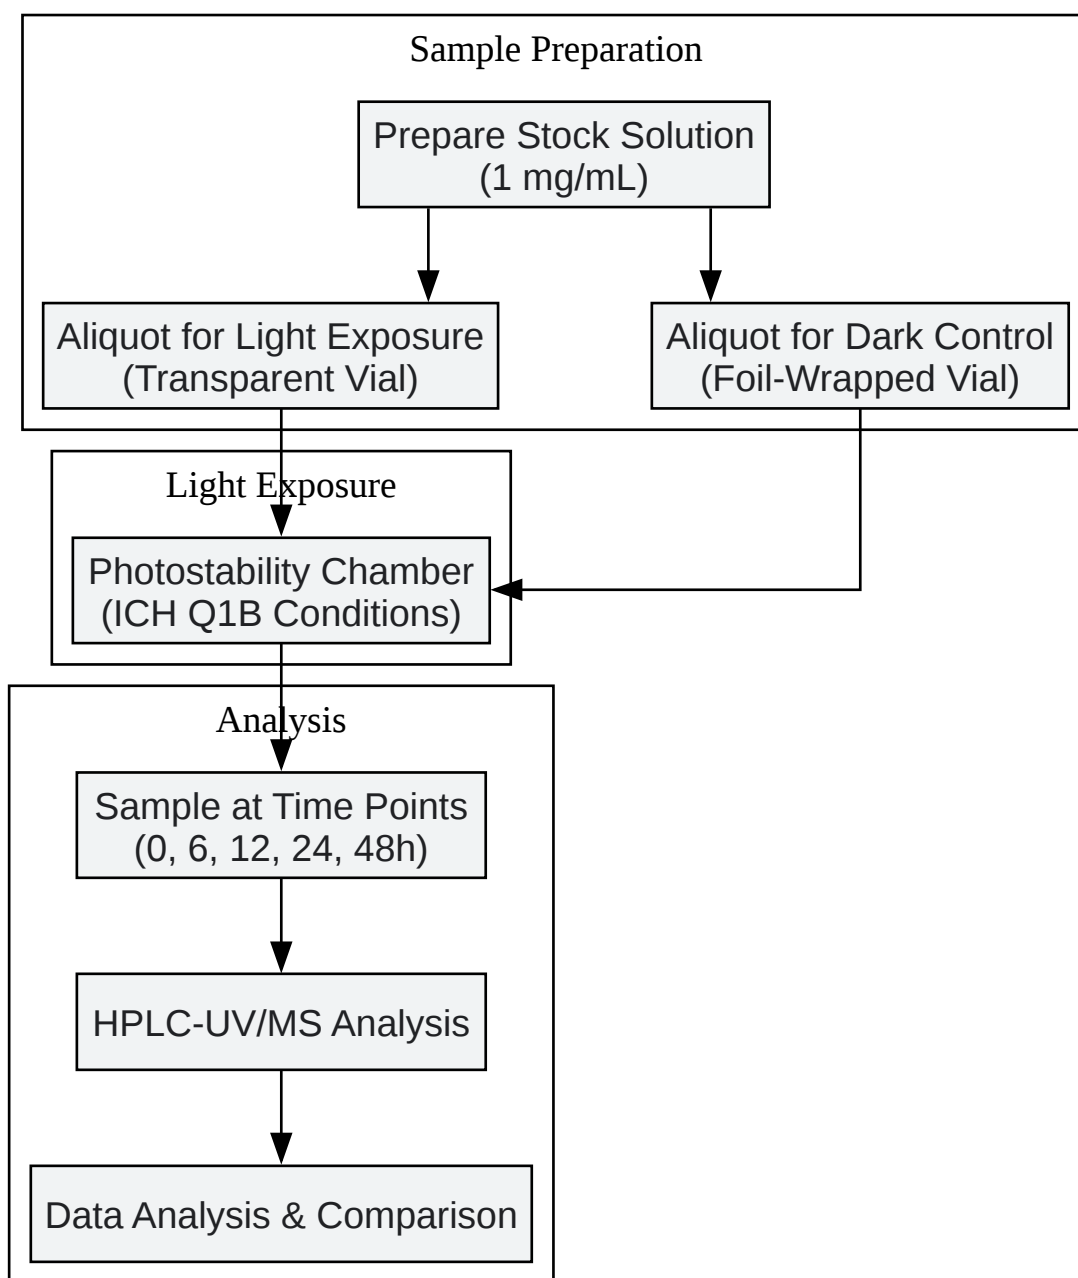 Sample Preparation
Prepare Stock Solution
(1 mg/mL)
Aliquot for Light Exposure
(Transparent Vial)
Aliquot for Dark Control
(Foil-Wrapped Vial)
Light Exposure
Photostability Chamber
(ICH Q1B Conditions)
Analysis
Sample at Time Points
(0, 6, 12, 24, 48h)
HPLC-UV/MS Analysis
Data Analysis & Comparison